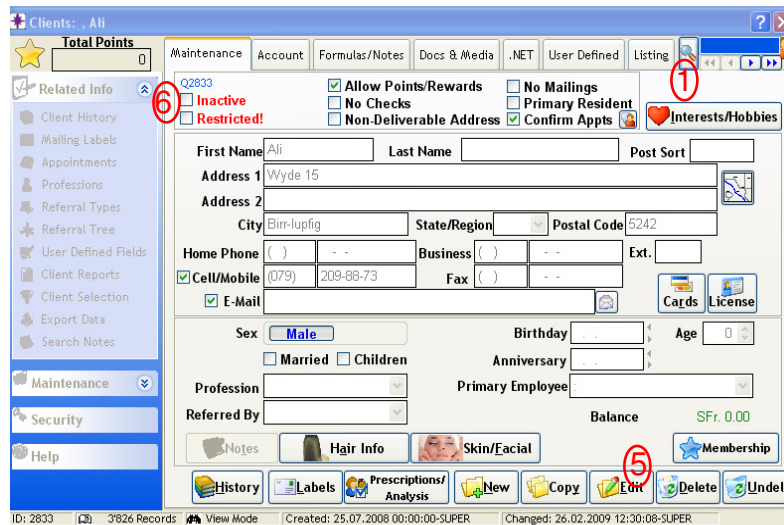 Clients: , Ali
Total Points
0
Maintenance Account Formulas/Notes Docs & Media .NET User Defined Listing
1
Related Info
Client History
Mailing Labels
Appointments
Professions
Referral Types
Referral Tree
User Defined Fields
Client Reports
Client Selection
Export Data
Search Notes
Maintenance
Security
Help
Q2833
6
Inactive
Restricted!
Allow Points/Rewards
No Checks
Non-Deliverable Address
No Mailings
Primary Resident
Confirm Appts
Interests/Hobbies
First Name Ali Last Name Post Sort
Address 1 Wyde 15
Address 2
City Birr-lupfig State/Region Postal Code 5242
Home Phone ( ) - - Business ( ) - - Ext.
Cell/Mobile (079) 209-88-73 Fax ( ) - -
E-Mail
Cards License
Sex Male Birthday . . Age 0
Married Children Anniversary . .
Profession Primary Employee :
Referred By Balance SFr. 0.00
Notes Hair Info Skin/Facial Membership
5
History Labels Prescriptions/
Analysis
New Copy Edit Delete Undel
ID: 2833 3'826 Records View Mode Created: 25.07.2008 00:00:00-SUPER Changed: 26.02.2009 12:30:08-SUPER